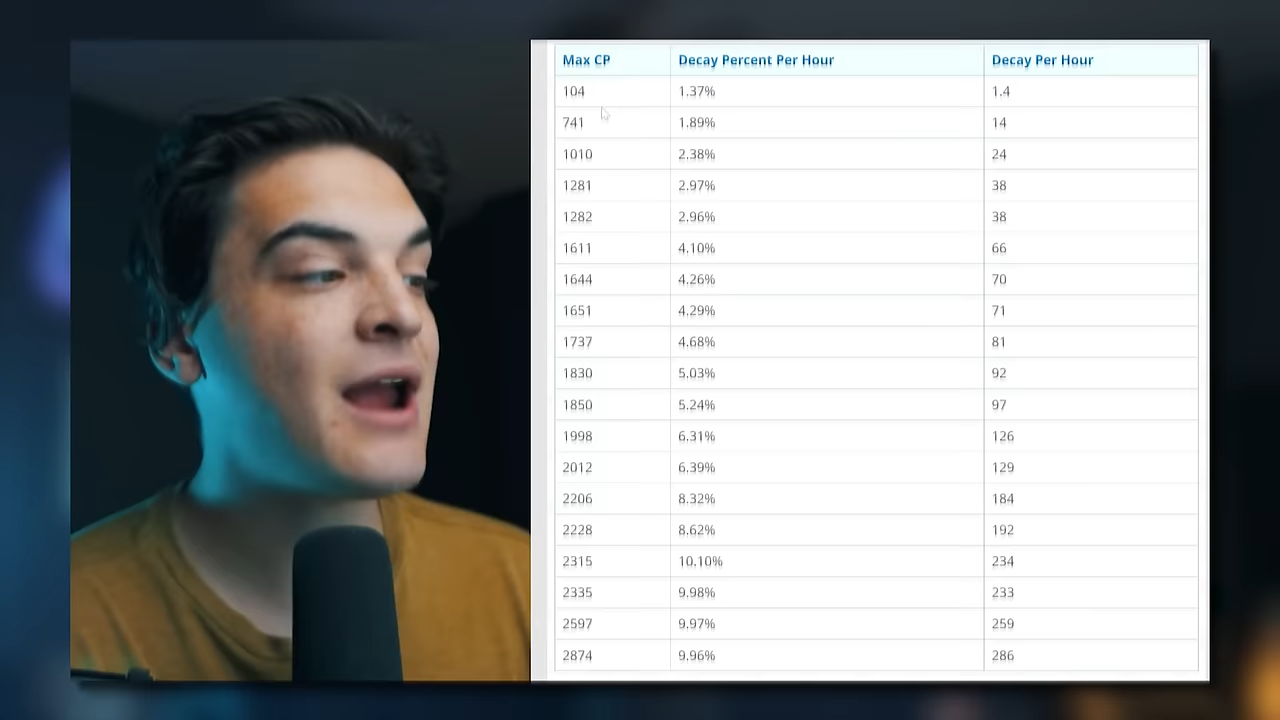 Max CP Decay Percent Per Hour Decay Per Hour
104 1.37% 1.4
741 1.89% 14
1010 2.38% 24
1281 2.97% 38
1282 2.96% 38
1611 4.10% 66
1644 4.26% 70
1651 4.29% 71
1737 4.68% 81
1830 5.03% 92
1850 5.24% 97
1998 6.31% 126
2012 6.39% 129
2206 8.32% 184
2228 8.62% 192
2315 10.10% 234
2335 9.98% 233
2597 9.97% 259
2874 9.96% 286